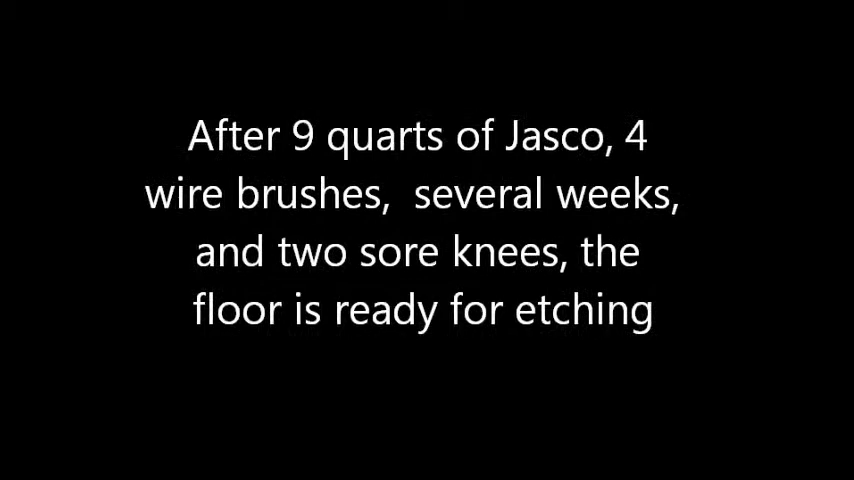 After 9 quarts of Jasco, 4
wire brushes,  several weeks,
and two sore knees, the
floor is ready for etching